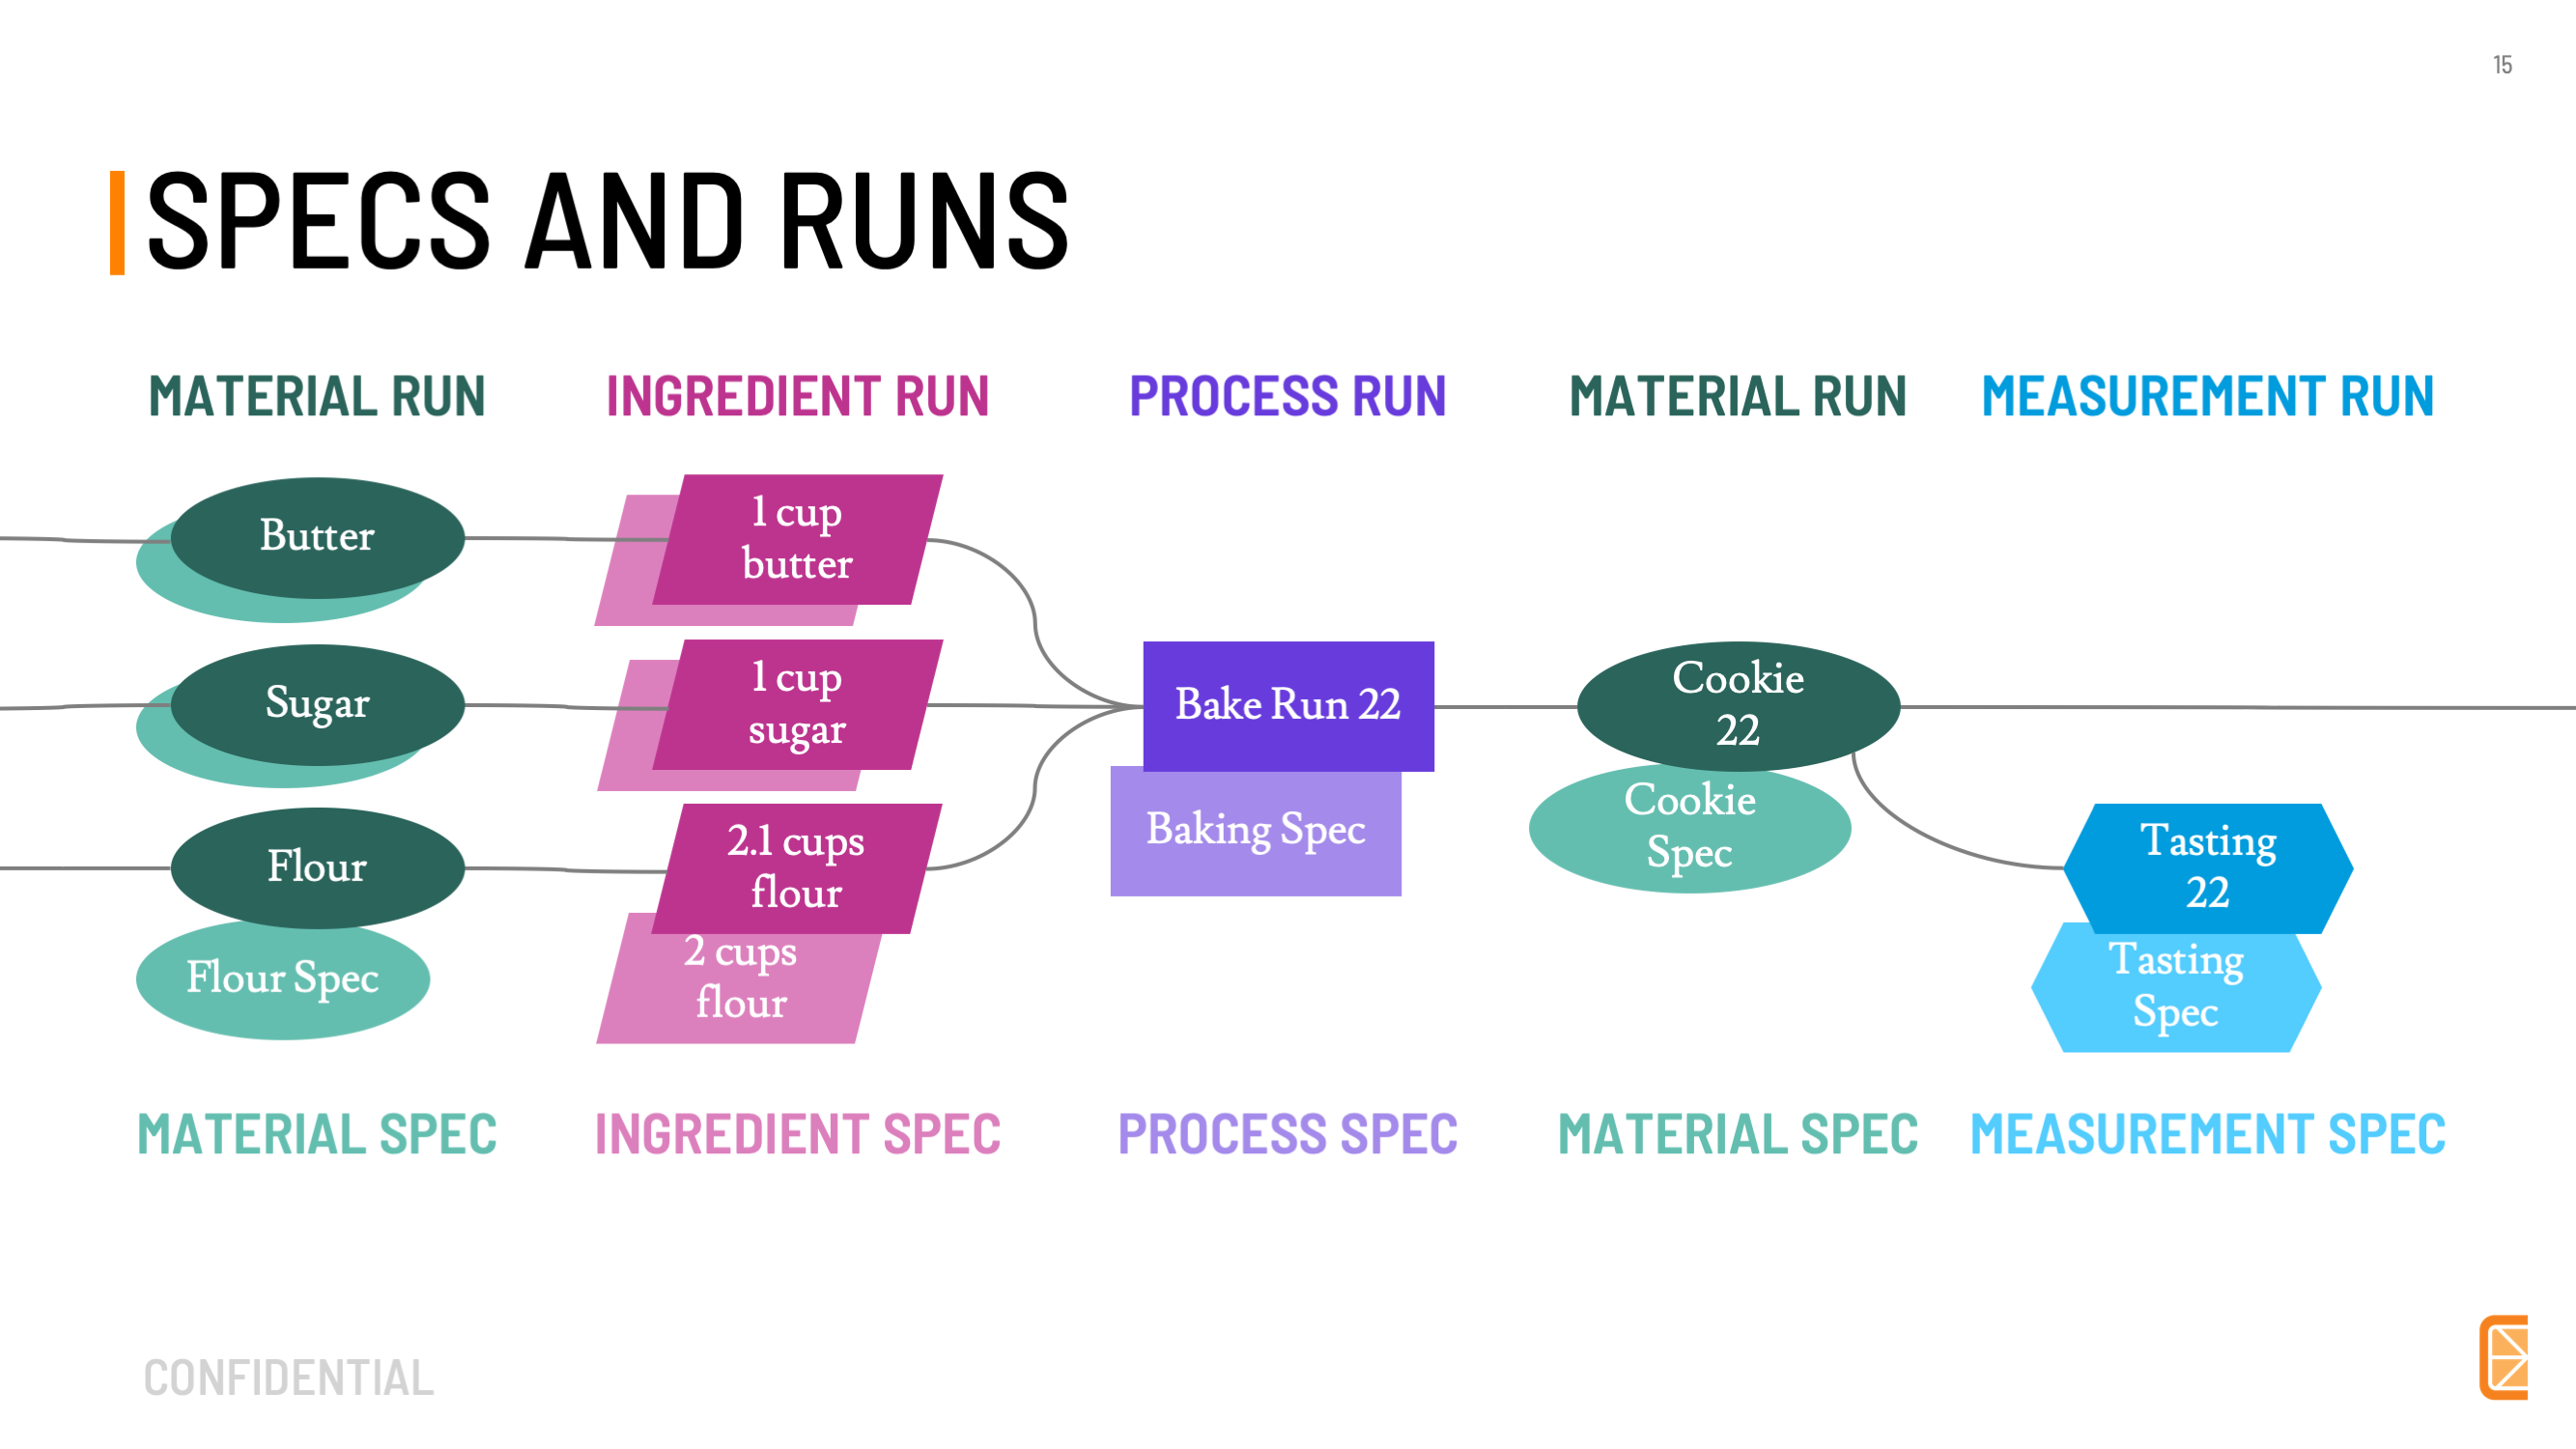 15
SPECS AND RUNS
MATERIAL RUN
INGREDIENT RUN
PROCESS RUN
MATERIAL RUN
MEASUREMENT RUN
Butter
1 cup
butter
Sugar
1 cup
sugar
Bake Run 22
Cookie
22
Flour
2.1 cups
flour
Baking Spec
Cookie
Spec
Tasting
22
Flour Spec
2 cups
flour
Tasting
Spec
MATERIAL SPEC
INGREDIENT SPEC
PROCESS SPEC
MATERIAL SPEC
MEASUREMENT SPEC
CONFIDENTIAL